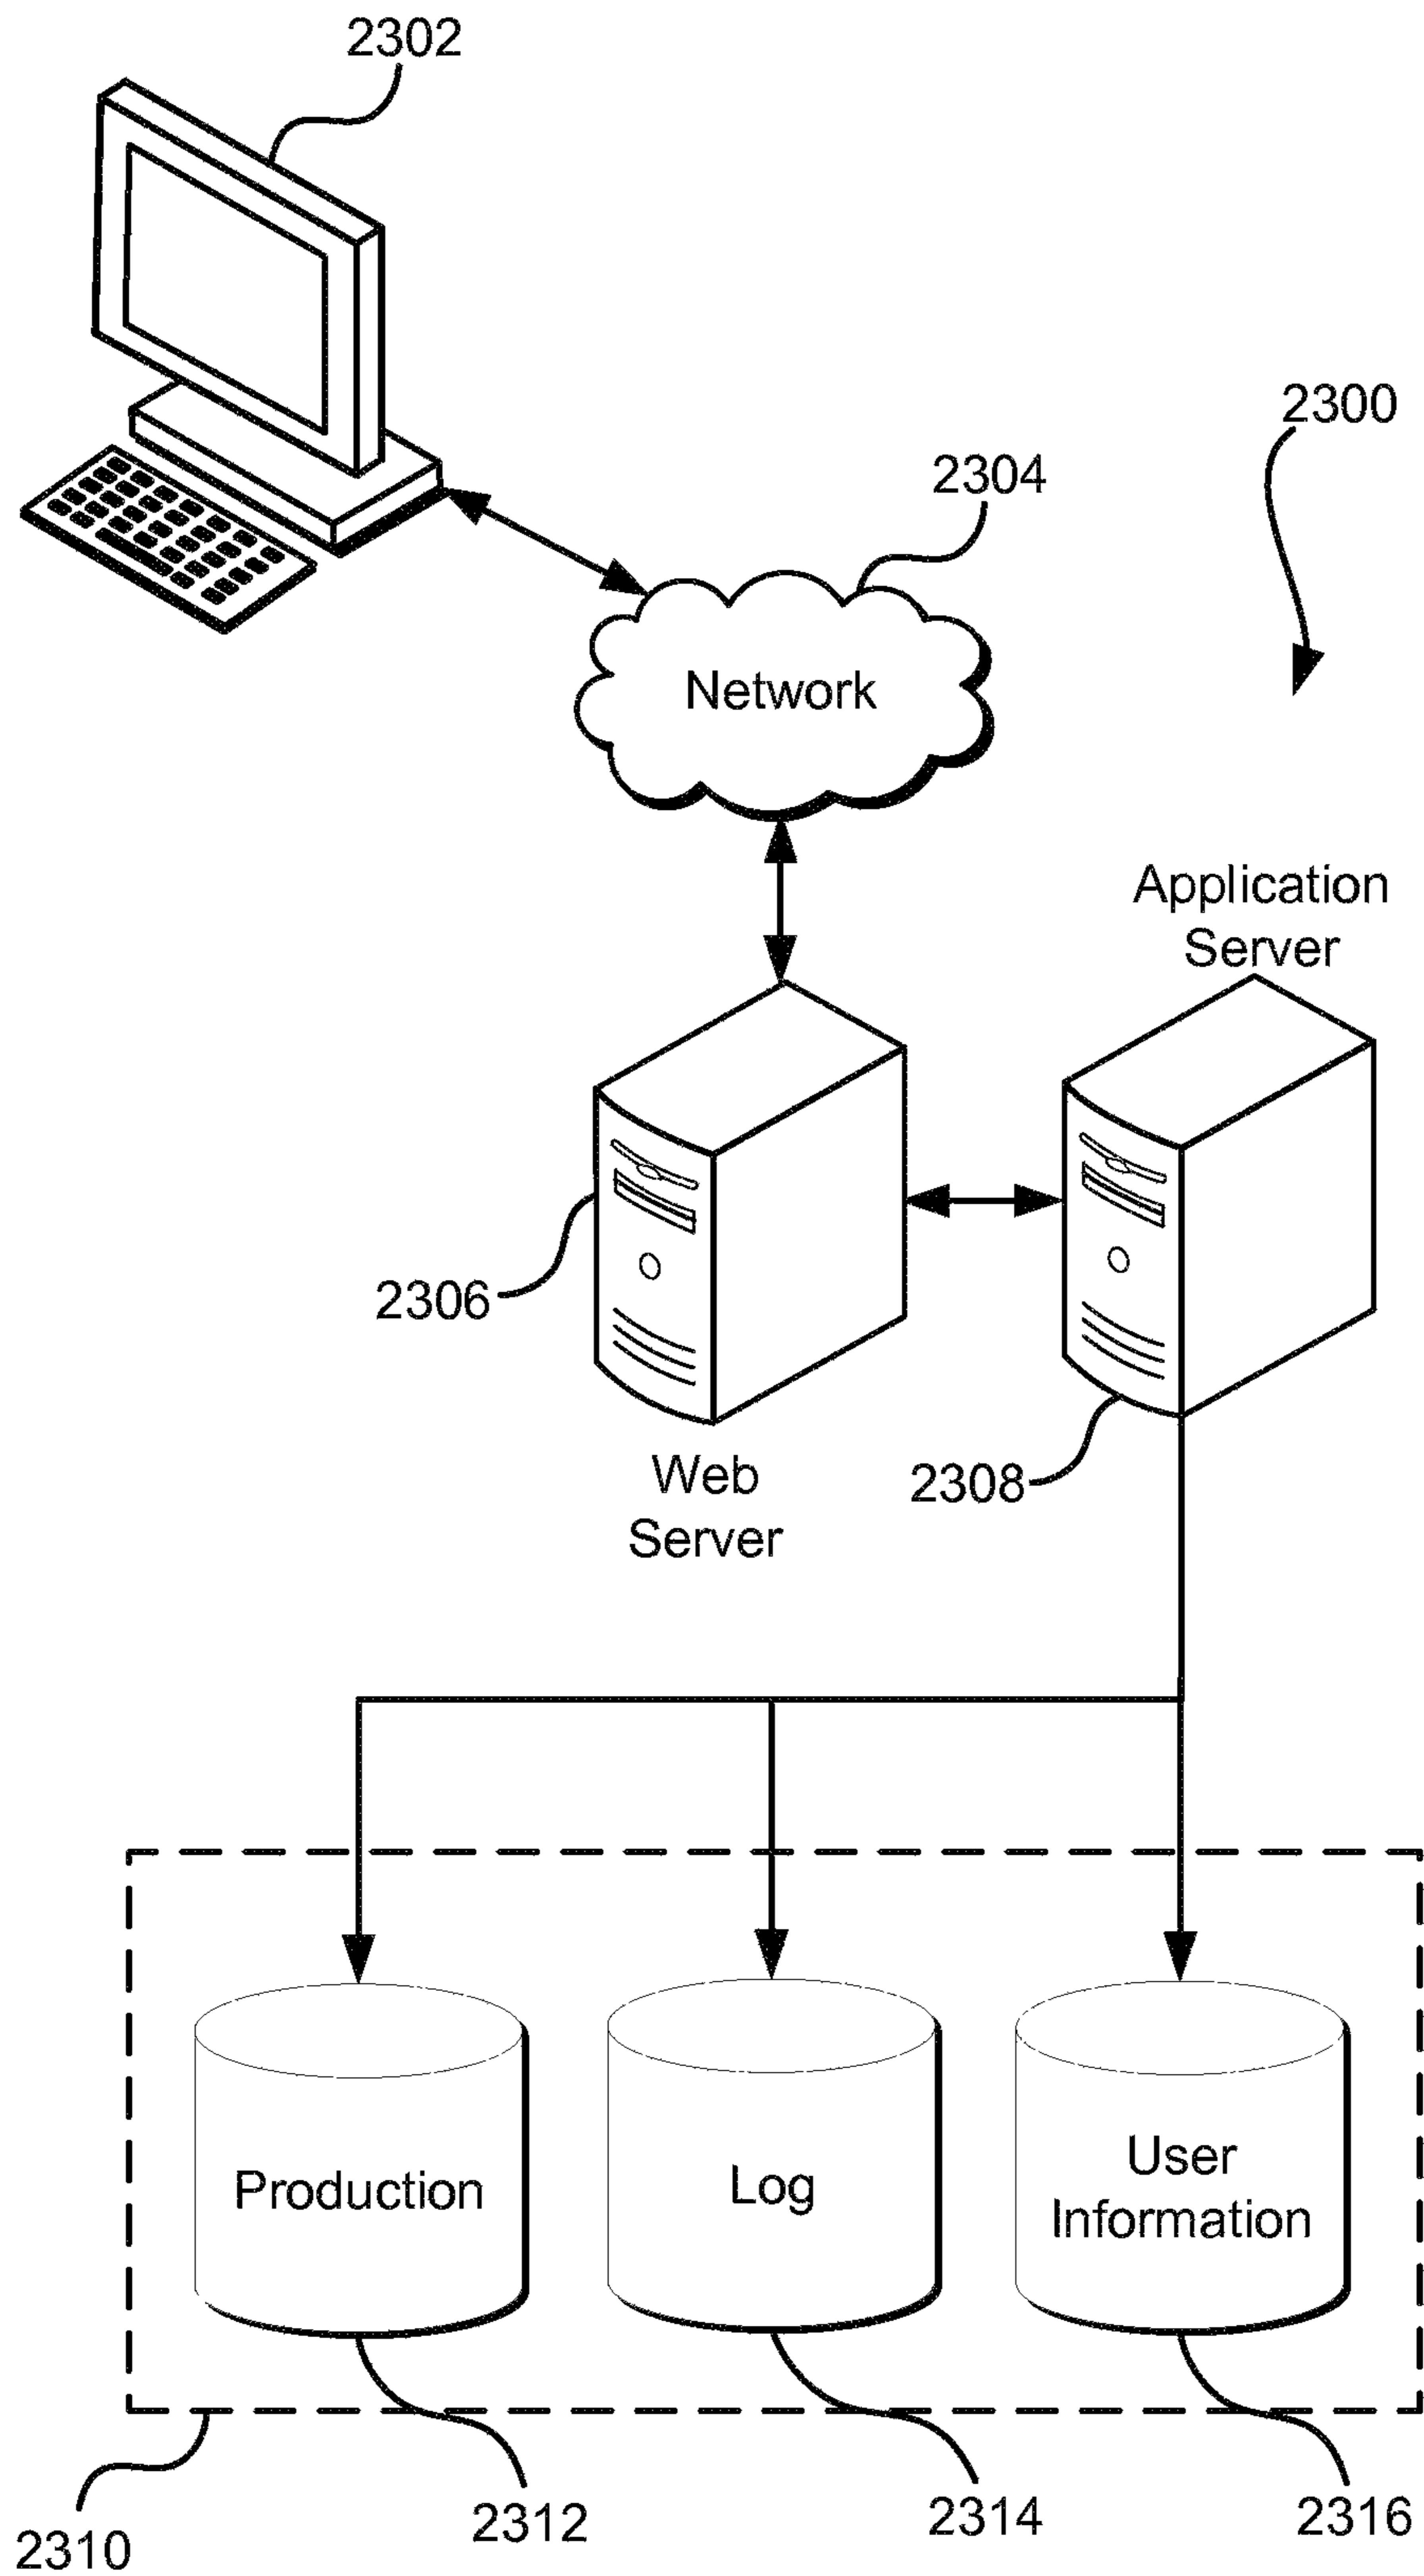 2302
2300
2304
Network
Application
Server
2306
Web
Server
2308
Production
Log
User
Information
2310
2312
2314
2316